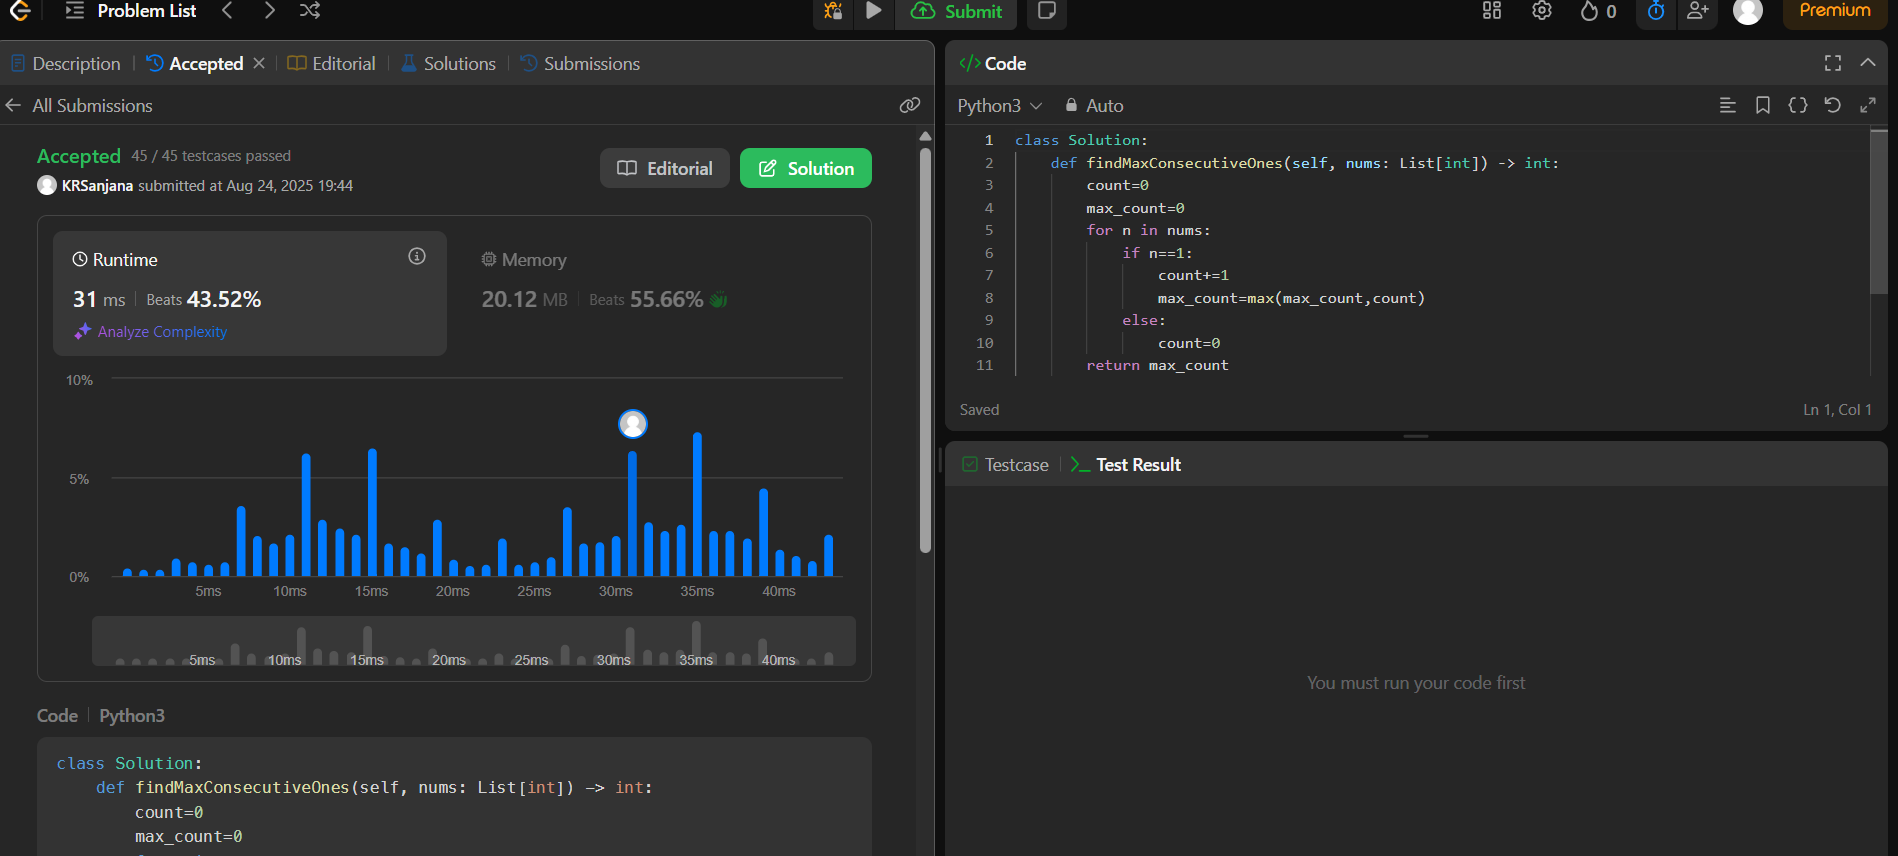 Problem List
Submit
0
Premium
Description
Accepted
Editorial
Solutions
Submissions
All Submissions
Accepted 45 / 45 testcases passed
KRSanjana submitted at Aug 24, 2025 19:44
Editorial
Solution
Runtime
31 ms | Beats 43.52%
Analyze Complexity
Memory
20.12 MB | Beats 55.66%
10%
5%
0%
5ms 10ms 15ms 20ms 25ms 30ms 35ms 40ms
5ms 10ms 15ms 20ms 25ms 30ms 35ms 40ms
Code | Python3
class Solution:
    def findMaxConsecutiveOnes(self, nums: List[int]) -> int:
        count=0
        max_count=0
</> Code
Python3
Auto
1 class Solution:
2     def findMaxConsecutiveOnes(self, nums: List[int]) -> int:
3         count=0
4         max_count=0
5         for n in nums:
6             if n==1:
7                 count+=1
8                 max_count=max(max_count,count)
9             else:
10                 count=0
11         return max_count
Saved
Ln 1, Col 1
Testcase
Test Result
You must run your code first